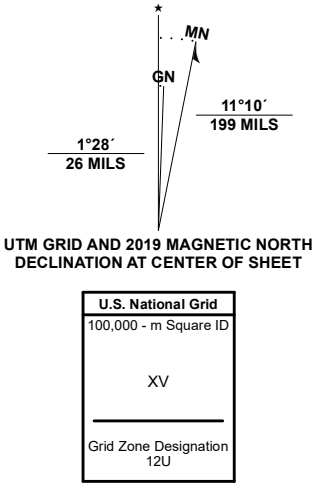 ★
MN
GN
11°10´
199 MILS
1°28´
26 MILS
UTM GRID AND 2019 MAGNETIC NORTH
DECLINATION AT CENTER OF SHEET
U.S. National Grid
100,000 - m Square ID
XV
Grid Zone Designation
12U